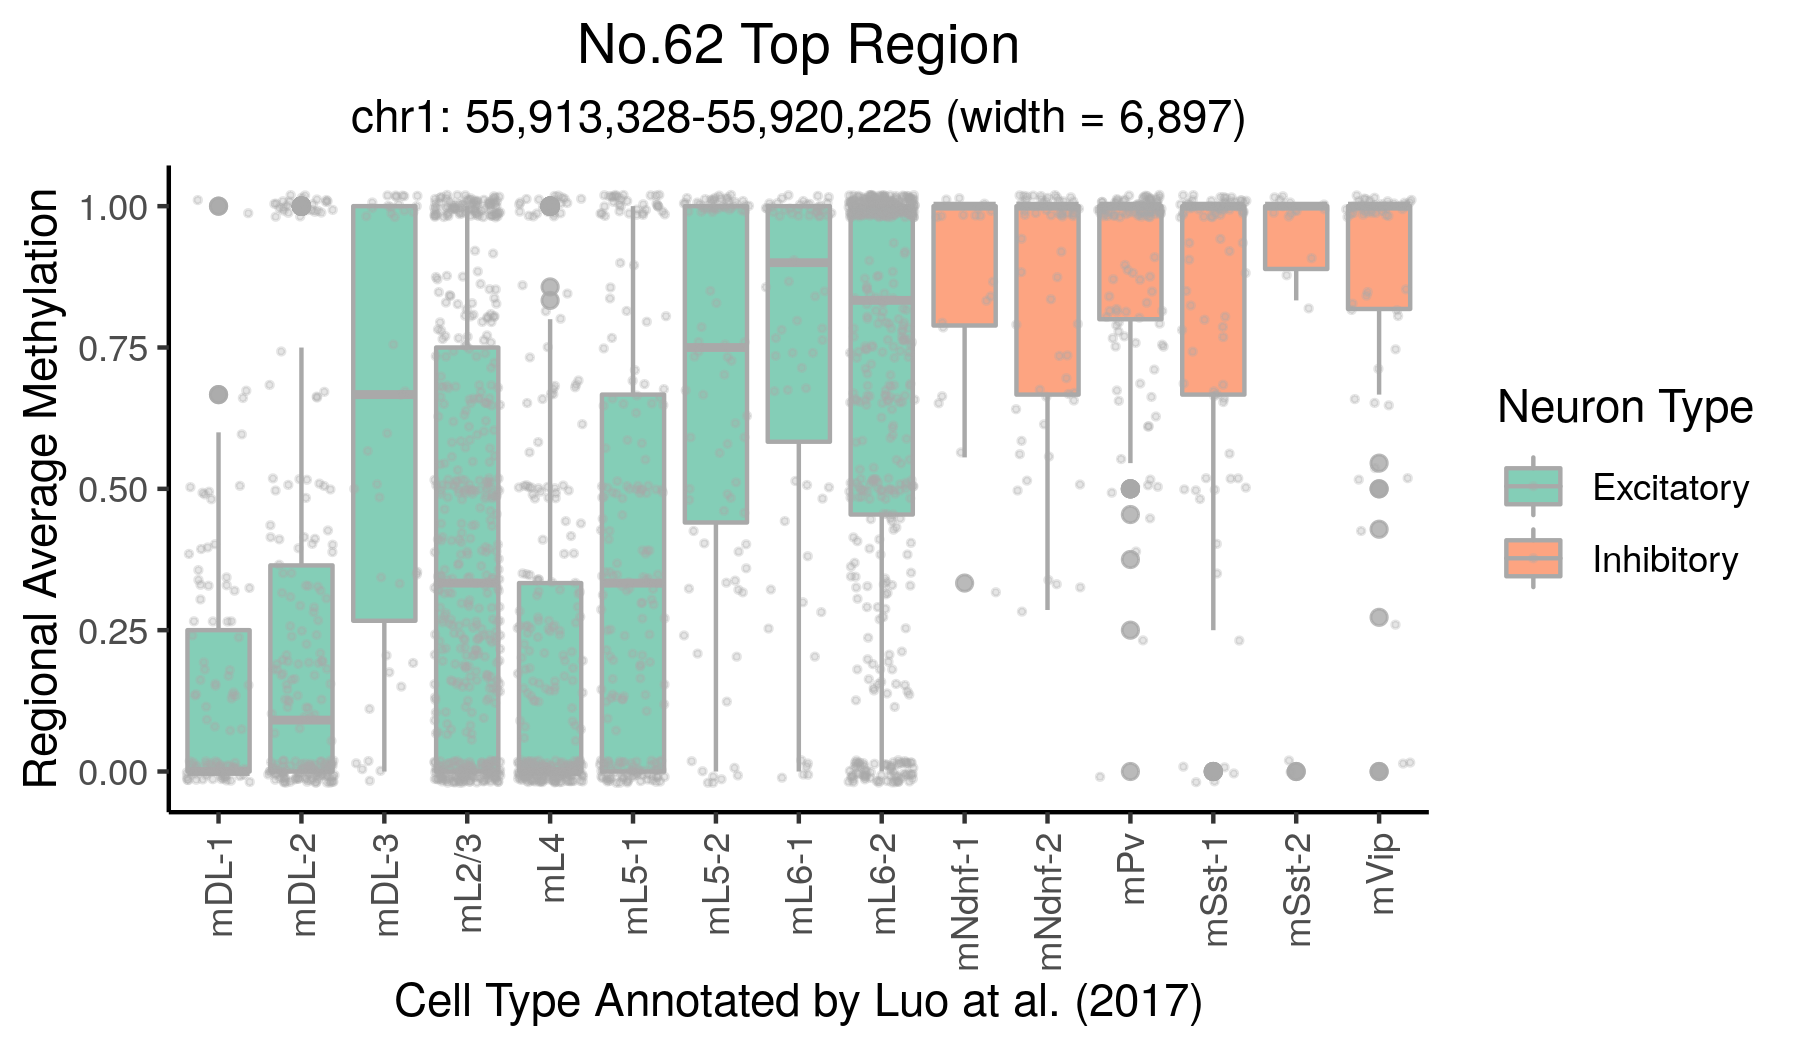 No.62 Top Region
chr1: 55,913,328-55,920,225 (width = 6,897)
Regional Average Methylation
1.00
0.75
0.50
0.25
0.00
mDL-1
mDL-2
mDL-3
mL2/3
mL4
mL5-1
mL5-2
mL6-1
mL6-2
mNdnf-1
mNdnf-2
mPv
mSst-1
mSst-2
mVip
Cell Type Annotated by Luo at al. (2017)
Neuron Type
Excitatory
Inhibitory